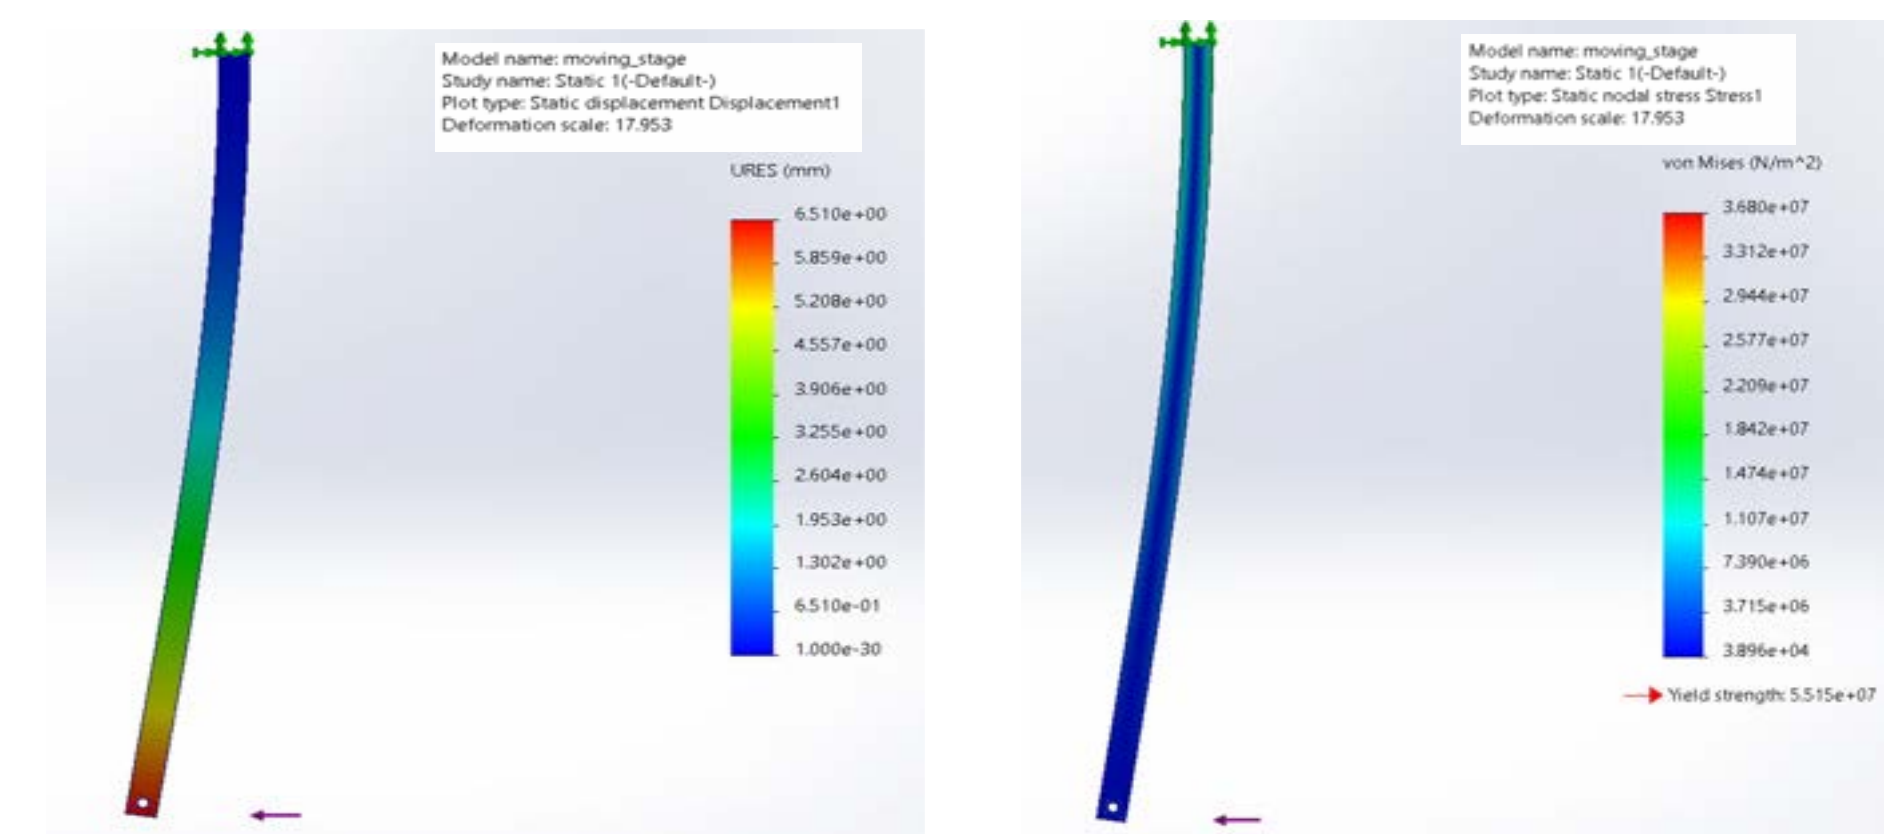 Model name: moving_stage
Study name: Static 1(-Default-)
Plot type: Static displacement Displacement1
Deformation scale: 17.953
URES (mm)
6.510e+00
5.859e+00
5.208e+00
4.557e+00
3.906e+00
3.255e+00
2.604e+00
1.953e+00
1.302e+00
6.510e-01
1.000e-30
Model name: moving_stage
Study name: Static 1(-Default-)
Plot type: Static nodal stress Stress1
Deformation scale: 17.953
von Mises (N/m^2)
3.680e+07
3.312e+07
2.944e+07
2.577e+07
2.209e+07
1.842e+07
1.474e+07
1.107e+07
7.390e+06
3.715e+06
3.896e+04
Yield strength: 5.515e+07